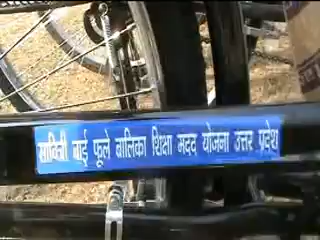 सावित्री बाई फूले बालिका शिक्षा मदद योजना उत्तर प्रदेश